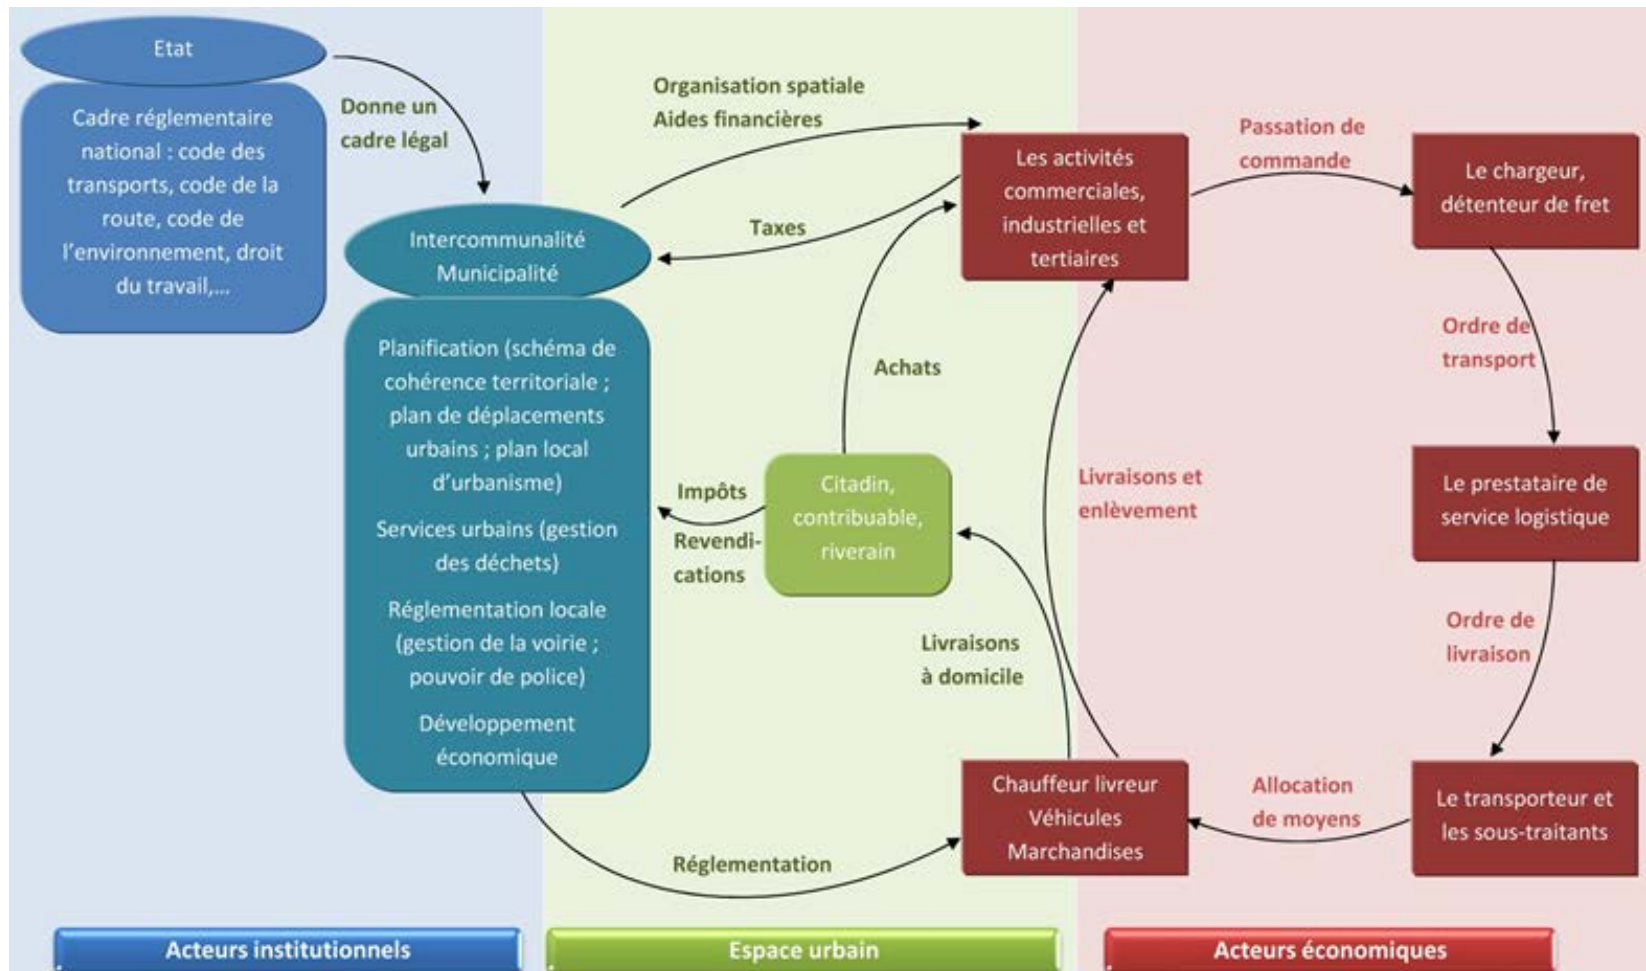 Etat
Cadre réglementaire
national : code des
transports, code de la
route, code de
l'environnement, droit
du travail,...
Donne un
cadre légal
Intercommunalité
Municipalité
Planification (schéma de
cohérence territoriale ;
plan de déplacements
urbains ; plan local
d'urbanisme)
Services urbains (gestion
des déchets)
Réglementation locale
(gestion de la voirie ;
pouvoir de police)
Développement
économique
Organisation spatiale
Aides financières
Taxes
Achats
Impôts
Revendi-
cations
Citadin,
contribuable,
riverain
Livraisons
à domicile
Réglementation
Les activités
commerciales,
industrielles et
tertiaires
Passation de
commande
Le chargeur,
détenteur de fret
Ordre de
transport
Livraisons et
enlèvement
Le prestataire de
service logistique
Ordre de
livraison
Chauffeur livreur
Véhicules
Marchandises
Allocation
de moyens
Le transporteur et
les sous-traitants
Acteurs institutionnels
Espace urbain
Acteurs économiques